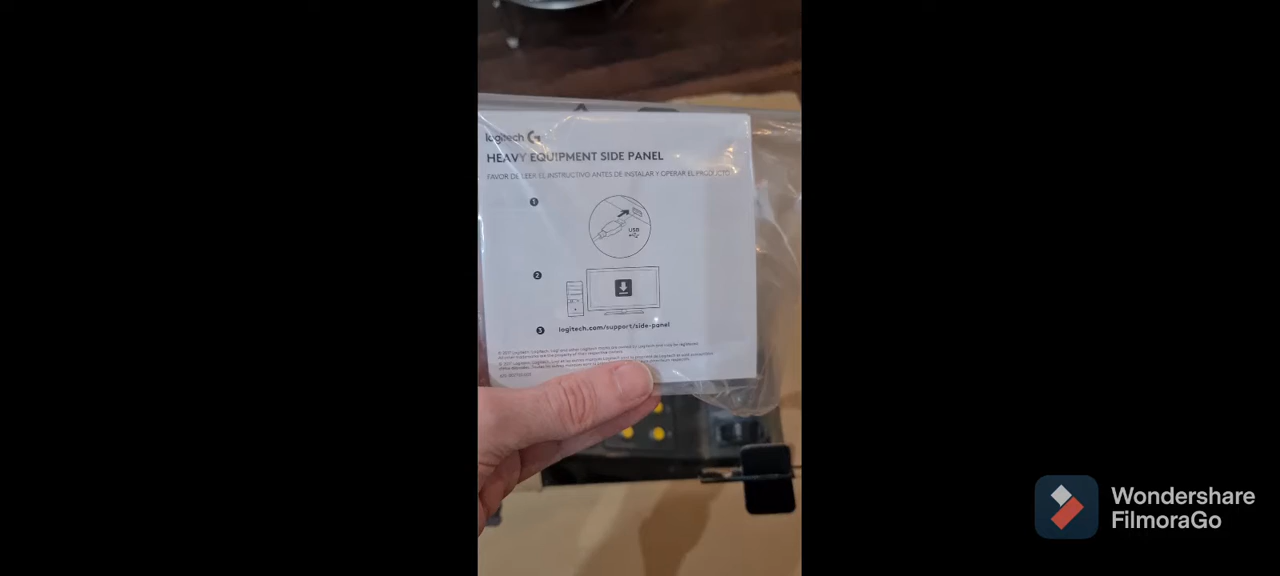 logitech G
HEAVY EQUIPMENT SIDE PANEL
FAVOR DE LEER EL INSTRUCTIVO ANTES DE INSTALAR Y OPERAR EL PRODUCTO
1
USB
2
3 logitech.com/support/side-panel
Wondershare
FilmoraGo